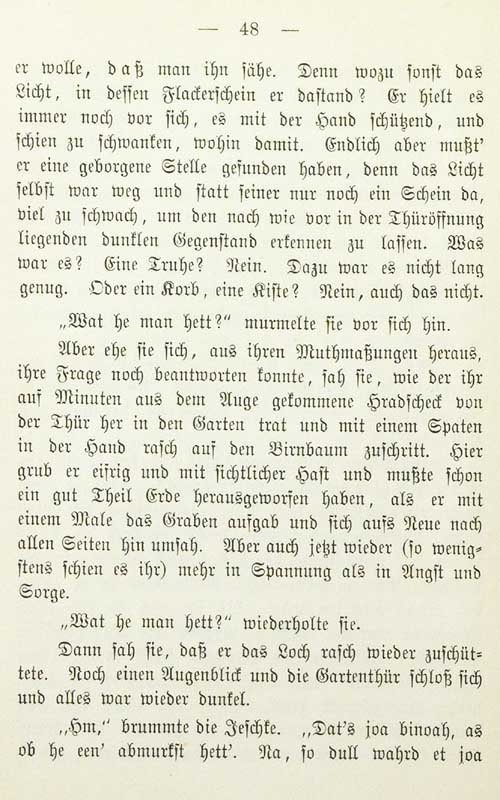 — 48 —
er wolle, daß man ihn sähe. Denn wozu sonst das
Licht, in dessen Flackerschein er dastand? Er hielt es
immer noch vor sich, es mit der Hand schützend, und
schien zu schwanken, wohin damit. Endlich aber mußt'
er eine geborgene Stelle gefunden haben, denn das Licht
selbst war weg und statt seiner nur noch ein Schein da,
viel zu schwach, um den nach wie vor in der Thüröffnung
liegenden dunklen Gegenstand erkennen zu lassen. Was
war es? Eine Truhe? Nein. Dazu war es nicht lang
genug. Oder ein Korb, eine Kiste? Nein, auch das nicht.
„Wat he man hett?“ murmelte sie vor sich hin.
Aber ehe sie sich, aus ihren Muthmaßungen heraus,
ihre Frage noch beantworten konnte, sah sie, wie der ihr
auf Minuten aus dem Auge gekommene Hradscheck von
der Thür her in den Garten trat und mit einem Spaten
in der Hand rasch auf den Birnbaum zuschritt. Hier
grub er eifrig und mit sichtlicher Hast und mußte schon
ein gut Theil Erde herausgeworfen haben, als er mit
einem Male das Graben aufgab und sich aufs Neue nach
allen Seiten hin umsah. Aber auch jetzt wieder (so wenig-
stens schien es ihr) mehr in Spannung als in Angst und
Sorge.
„Wat he man hett?“ wiederholte sie.
Dann sah sie, daß er das Loch rasch wieder zuschüt-
tete. Noch einen Augenblick und die Gartenthür schloß sich
und alles war wieder dunkel.
„Hm,“ brummte die Jeschke. „Dat's joa binoah, as
ob he een' abmurkst hett'. Na, so dull wahrd et joa